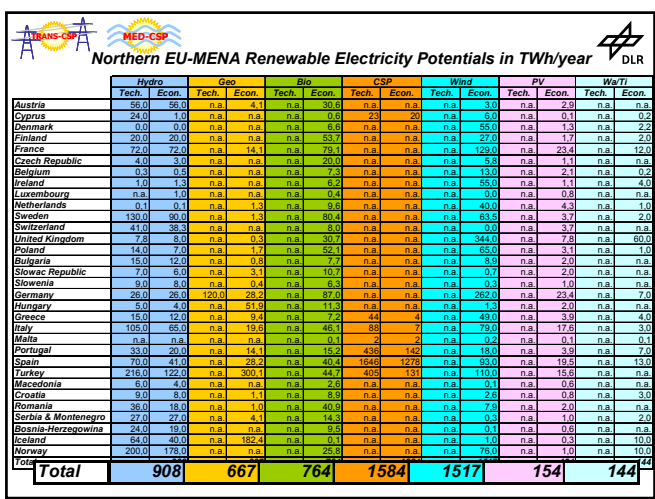 TRANS-CSP MED-CSP
DLR
Northern EU-MENA Renewable Electricity Potentials in TWh/year
Hydro Geo Bio CSP Wind PV Wa/Ti
Tech. Econ. Tech. Econ. Tech. Econ. Tech. Econ. Tech. Econ. Tech. Econ. Tech. Econ.
Austria 56,0 56,0 n.a. 4,1 n.a. 30,6 n.a. n.a. n.a. 3,0 n.a. 2,9 n.a. n.a.
Cyprus 24,0 1,0 n.a. n.a. n.a. 0,6 23 20 n.a. 6,0 n.a. 0,1 n.a. 0,2
Denmark 0,0 0,0 n.a. n.a. n.a. 6,6 n.a. n.a. n.a. 55,0 n.a. 1,3 n.a. 2,2
Finland 20,0 20,0 n.a. n.a. n.a. 53,7 n.a. n.a. n.a. 27,0 n.a. 1,7 n.a. 2,0
France 72,0 72,0 n.a. 14,1 n.a. 79,1 n.a. n.a. n.a. 129,0 n.a. 23,4 n.a. 12,0
Czech Republic 4,0 3,0 n.a. n.a. n.a. 20,0 n.a. n.a. n.a. 5,8 n.a. 1,1 n.a. n.a.
Belgium 0,3 0,5 n.a. n.a. n.a. 7,3 n.a. n.a. n.a. 13,0 n.a. 2,1 n.a. 0,2
Ireland 1,0 1,3 n.a. n.a. n.a. 6,2 n.a. n.a. n.a. 55,0 n.a. 1,1 n.a. 4,0
Luxembourg n.a. 1,0 n.a. n.a. n.a. 0,4 n.a. n.a. n.a. 0,0 n.a. 0,8 n.a. n.a.
Netherlands 0,1 0,1 n.a. 1,3 n.a. 9,6 n.a. n.a. n.a. 40,0 n.a. 4,3 n.a. 1,0
Sweden 130,0 90,0 n.a. 1,3 n.a. 80,4 n.a. n.a. n.a. 63,5 n.a. 3,7 n.a. 2,0
Switzerland 41,0 38,3 n.a. n.a. n.a. 8,0 n.a. n.a. n.a. 0,0 n.a. 3,7 n.a. n.a.
United Kingdom 7,8 8,0 n.a. 0,3 n.a. 30,7 n.a. n.a. n.a. 344,0 n.a. 7,8 n.a. 60,0
Poland 14,0 7,0 n.a. 1,7 n.a. 52,1 n.a. n.a. n.a. 65,0 n.a. 3,1 n.a. 1,0
Bulgaria 15,0 12,0 n.a. 0,8 n.a. 7,7 n.a. n.a. n.a. 8,9 n.a. 2,0 n.a. n.a.
Slowac Republic 7,0 6,0 n.a. 3,1 n.a. 10,7 n.a. n.a. n.a. 0,7 n.a. 2,0 n.a. n.a.
Slowenia 9,0 8,0 n.a. 0,4 n.a. 6,3 n.a. n.a. n.a. 0,3 n.a. 1,0 n.a. n.a.
Germany 26,0 26,0 120,0 28,2 n.a. 87,0 n.a. n.a. n.a. 262,0 n.a. 23,4 n.a. 7,0
Hungary 5,0 4,0 n.a. 51,9 n.a. 11,3 n.a. n.a. n.a. 1,3 n.a. 2,0 n.a. n.a.
Greece 15,0 12,0 n.a. 9,4 n.a. 7,2 44 4 n.a. 49,0 n.a. 3,9 n.a. 4,0
Italy 105,0 65,0 n.a. 19,6 n.a. 46,1 88 7 n.a. 79,0 n.a. 17,6 n.a. 3,0
Malta n.a. n.a. n.a. n.a. n.a. 0,1 2 2 n.a. 0,2 n.a. 0,1 n.a. 0,1
Portugal 33,0 20,0 n.a. 14,1 n.a. 15,2 436 142 n.a. 18,0 n.a. 3,9 n.a. 7,0
Spain 70,0 41,0 n.a. 28,2 n.a. 40,4 1646 1278 n.a. 93,0 n.a. 19,5 n.a. 13,0
Turkey 216,0 122,0 n.a. 300,1 n.a. 44,7 405 131 n.a. 110,0 n.a. 15,6 n.a. n.a.
Macedonia 6,0 4,0 n.a. n.a. n.a. 2,6 n.a. n.a. n.a. 0,1 n.a. 0,6 n.a. n.a.
Croatia 9,0 8,0 n.a. 1,1 n.a. 8,9 n.a. n.a. n.a. 2,6 n.a. 0,8 n.a. 3,0
Romania 36,0 18,0 n.a. 1,0 n.a. 40,9 n.a. n.a. n.a. 7,9 n.a. 2,0 n.a. n.a.
Serbia & Montenegro 27,0 27,0 n.a. 4,1 n.a. 14,3 n.a. n.a. n.a. 0,3 n.a. 1,0 n.a. 2,0
Bosnia-Herzegowina 24,0 19,0 n.a. n.a. n.a. 9,5 n.a. n.a. n.a. 0,1 n.a. 0,6 n.a. n.a.
Iceland 64,0 40,0 n.a. 182,4 n.a. 0,1 n.a. n.a. n.a. 1,0 n.a. 0,3 n.a. 10,0
Norway 200,0 178,0 n.a. n.a. n.a. 25,8 n.a. n.a. n.a. 76,0 n.a. 1,0 n.a. 10,0
Total 908 667 764 1584 1517 154 144